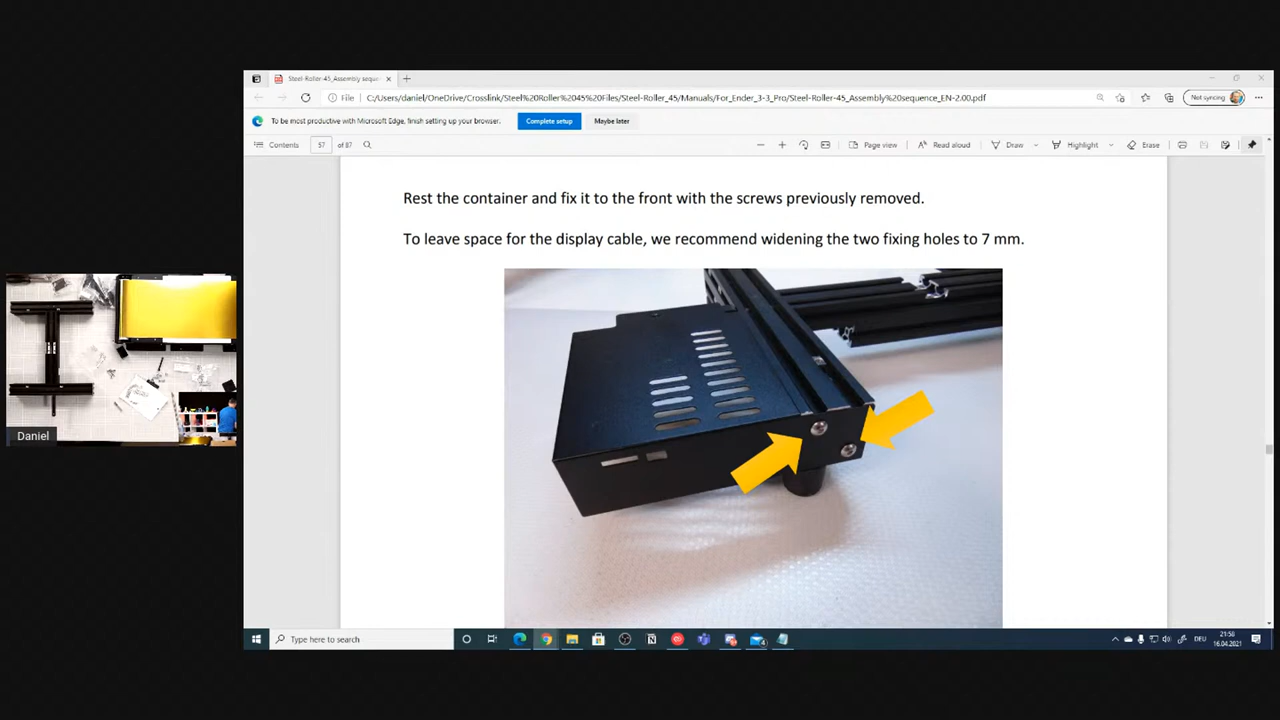 Steel-Roller-45_Assembly seque
File
C:/Users/daniel/OneDrive/Crosslink/Steel%20Roller%2045%20Files/Steel-Roller_45/Manuals/For_Ender_3-3_Pro/Steel-Roller-45_Assembly%20sequence_EN-2.00.pdf
Not syncing
To be most productive with Microsoft Edge, finish setting up your browser.
Complete setup
Maybe later
Contents
57
of 87
Page view
Read aloud
Draw
Highlight
Erase
Rest the container and fix it to the front with the screws previously removed.
To leave space for the display cable, we recommend widening the two fixing holes to 7 mm.
Daniel
Type here to search
DEU
21:58
16.04.2021